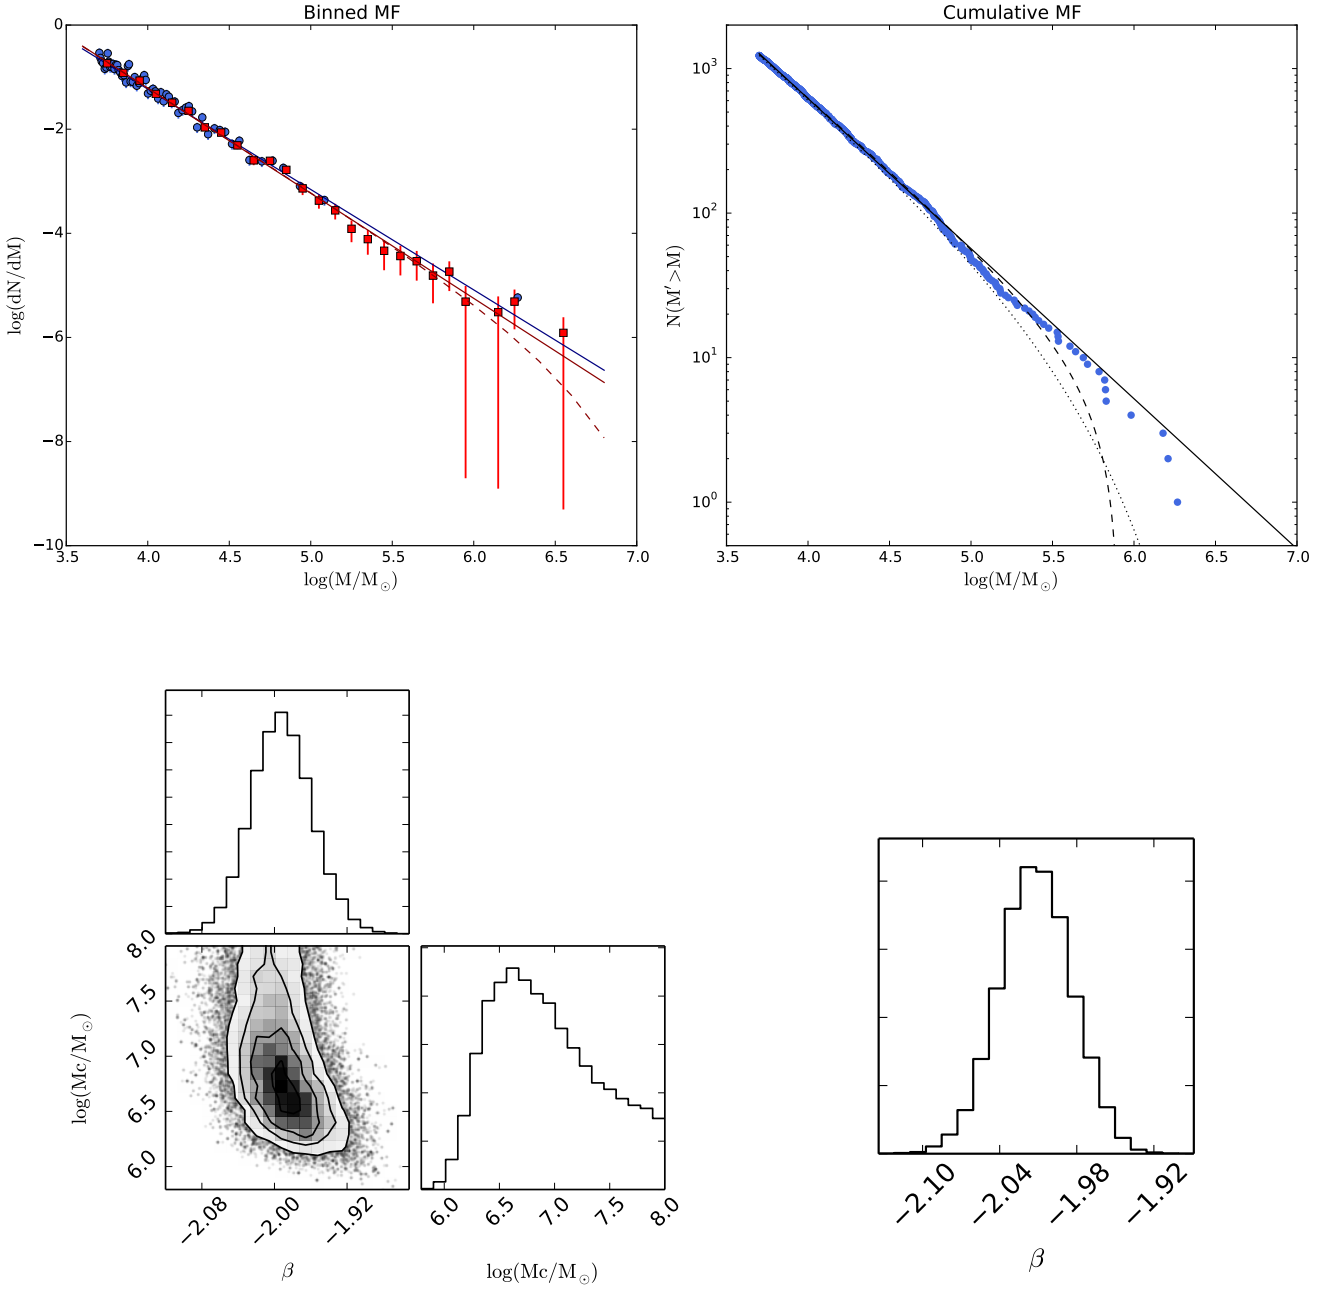 Binned MF
0
−2
−4
−6
−8
−10
log(dN/dM)
3.5 4.0 4.5 5.0 5.5 6.0 6.5 7.0
log(M/M⊙)
Cumulative MF
10³
10²
10¹
10⁰
N(M′>M)
3.5 4.0 4.5 5.0 5.5 6.0 6.5 7.0
log(M/M⊙)
8.0
7.5
7.0
6.5
6.0
log(Mc/M⊙)
−2.08 −2.00 −1.92
β
6.0 6.5 7.0 7.5 8.0
log(Mc/M⊙)
−2.10 −2.04 −1.98 −1.92
β